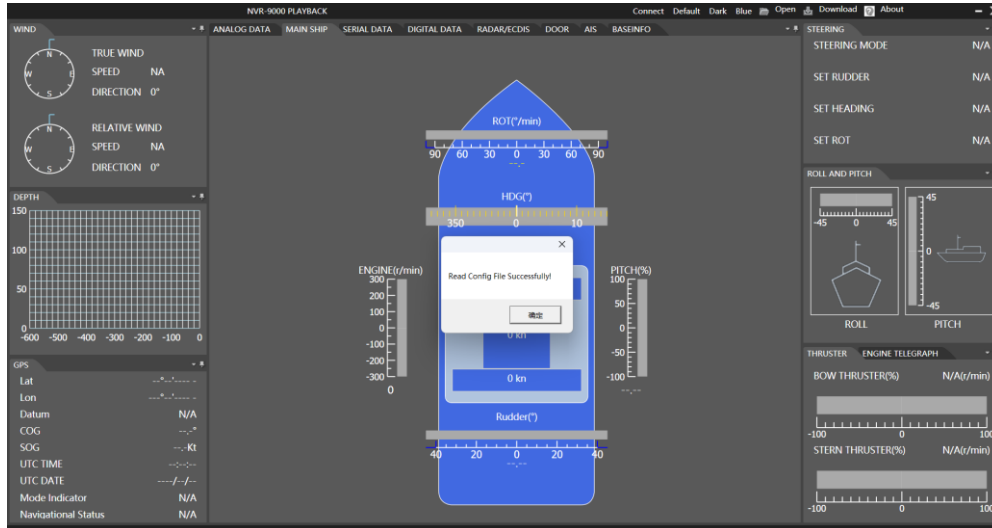 NVR-9000 PLAYBACK
Connect Default Dark Blue Open Download About
WIND
TRUE WIND
N
W E
S
SPEED NA
DIRECTION 0°
RELATIVE WIND
N
W E
S
SPEED NA
DIRECTION 0°
DEPTH
150
100
50
0
-600 -500 -400 -300 -200 -100 0
GPS
Lat --°--'---- -
Lon ---°--'---- -
Datum N/A
COG --.-°
SOG --.-Kt
UTC TIME --:--:--
UTC DATE ----/--/--
Mode Indicator N/A
Navigational Status N/A
ANALOG DATA MAIN SHIP SERIAL DATA DIGITAL DATA RADAR/ECDIS DOOR AIS BASEINFO
ROT(°/min)
90 60 30 0 30 60 90
--.-
HDG(°)
350 0 10
Read Config File Successfully!
确定
ENGINE(r/min)
300
200
100
0
-100
-200
-300
0
PITCH(%)
100
50
0
-50
-100
--.--
0 kn
0 kn
Rudder(°)
40 20 0 20 40
--.--
STEERING
STEERING MODE N/A
SET RUDDER N/A
SET HEADING N/A
SET ROT N/A
ROLL AND PITCH
-45 0 45
ROLL
45
0
-45
PITCH
THRUSTER ENGINE TELEGRAPH
BOW THRUSTER(%) N/A(r/min)
-100 0 100
STERN THRUSTER(%) N/A(r/min)
-100 0 100